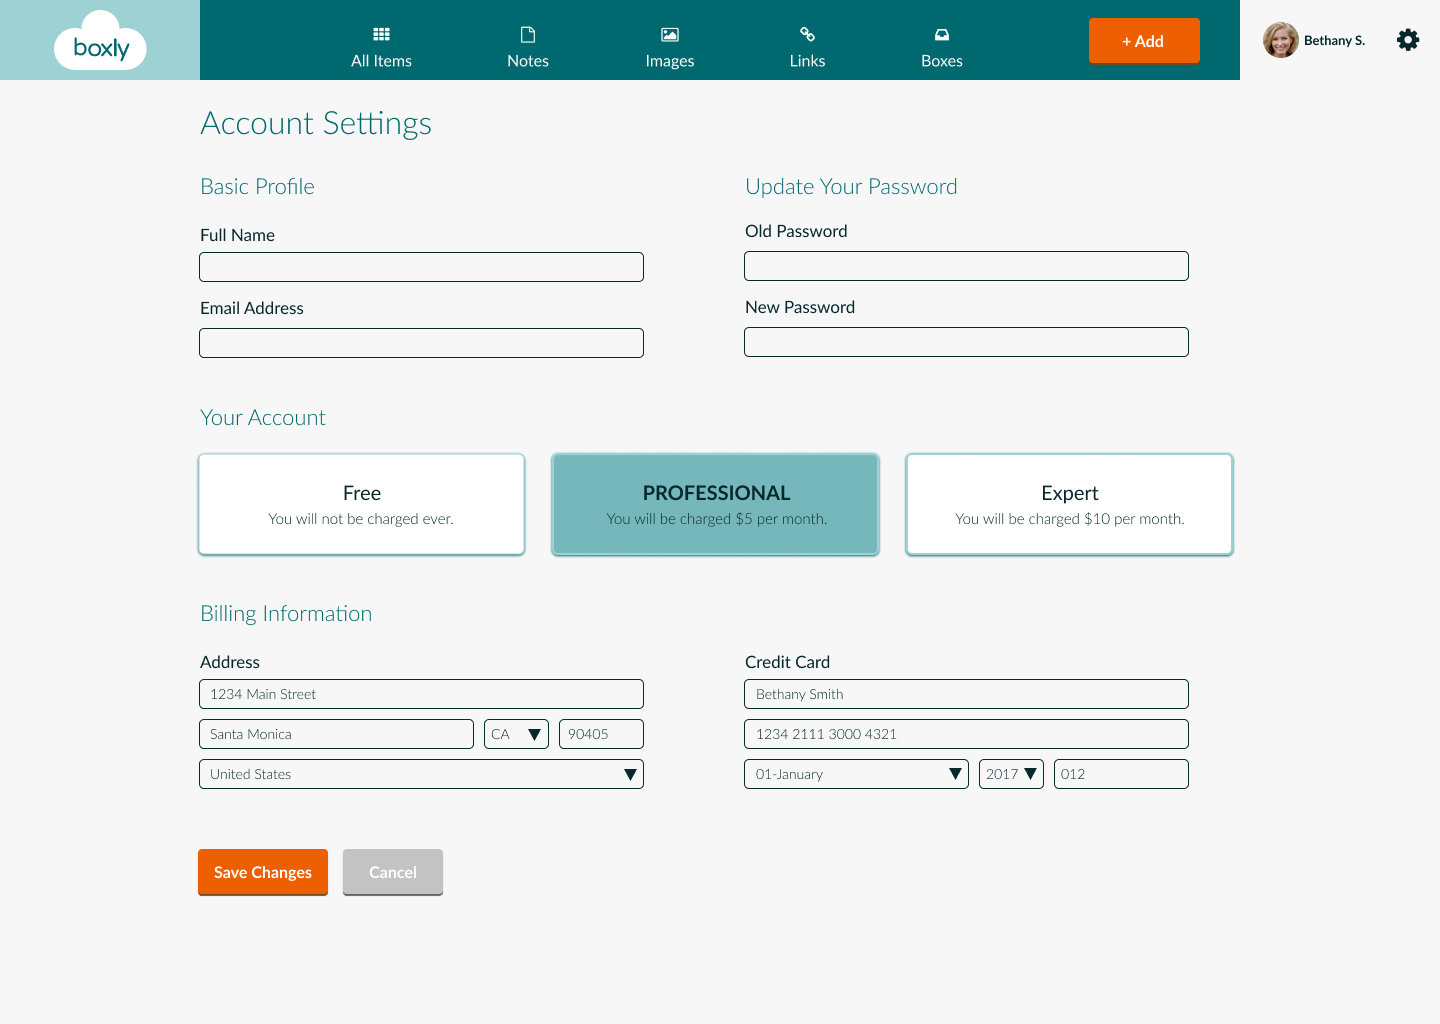 boxly
All Items
Notes
Images
Links
Boxes
+ Add
Bethany S.
Account Settings
Basic Profile
Update Your Password
Full Name
Old Password
Email Address
New Password
Your Account
Free
You will not be charged ever.
PROFESSIONAL
You will be charged $5 per month.
Expert
You will be charged $10 per month.
Billing Information
Address
1234 Main Street
Santa Monica
CA
90405
United States
Credit Card
Bethany Smith
1234 2111 3000 4321
01-January
2017
012
Save Changes
Cancel